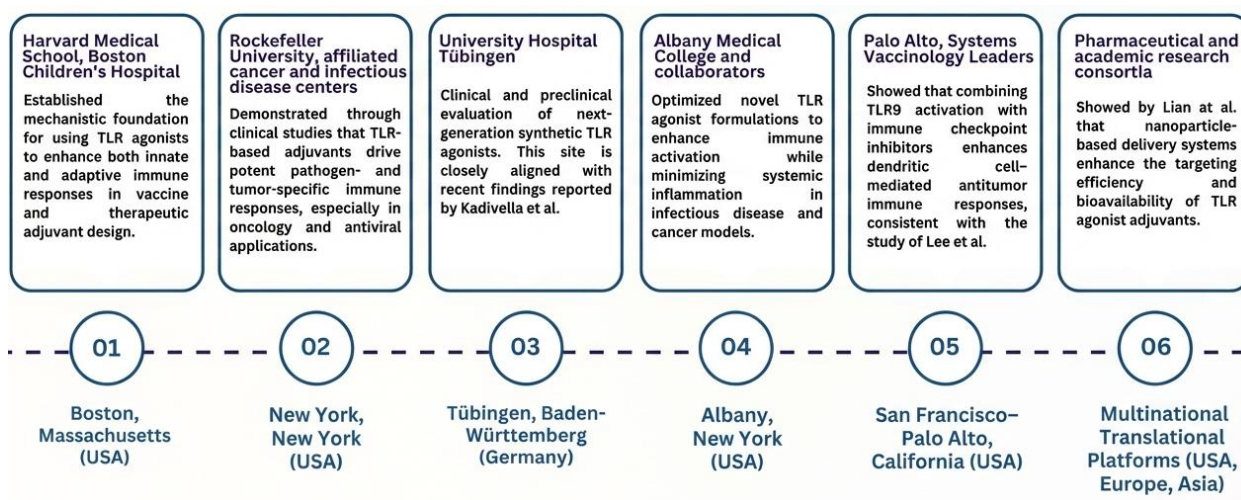 Harvard Medical
School, Boston
Children's Hospital
Established the
mechanistic foundation
for using TLR agonists
to enhance both innate
and adaptive immune
responses in vaccine
and therapeutic
adjuvant design.
Rockefeller
University, affiliated
cancer and infectious
disease centers
Demonstrated through
clinical studies that TLR-
based adjuvants drive
potent pathogen- and
tumor-specific immune
responses, especially in
oncology and antiviral
applications.
University Hospital
Tübingen
Clinical and preclinical
evaluation of next-
generation synthetic TLR
agonists. This site is
closely aligned with
recent findings reported
by Kadivella et al.
Albany Medical
College and
collaborators
Optimized novel TLR
agonist formulations to
enhance immune
activation while
minimizing systemic
inflammation in
infectious disease and
cancer models.
Palo Alto, Systems
Vaccinology Leaders
Showed that combining
TLR9 activation with
immune checkpoint
inhibitors enhances
dendritic cell–
mediated antitumor
immune responses,
consistent with the
study of Lee et al.
Pharmaceutical and
academic research
consortia
Showed by Lian at al.
that nanoparticle-
based delivery systems
enhance the targeting
efficiency and
bioavailability of TLR
agonist adjuvants.
01
02
03
04
05
06
Boston,
Massachusetts
(USA)
New York,
New York
(USA)
Tübingen, Baden-
Württemberg
(Germany)
Albany,
New York
(USA)
San Francisco–
Palo Alto,
California (USA)
Multinational
Translational
Platforms (USA,
Europe, Asia)